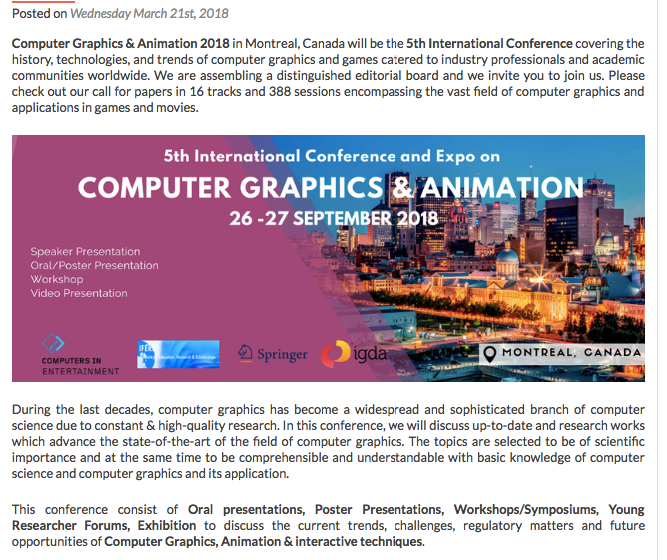 Posted on Wednesday March 21st, 2018
Computer Graphics & Animation 2018 in Montreal, Canada will be the 5th International Conference covering the
history, technologies, and trends of computer graphics and games catered to industry professionals and academic
communities worldwide. We are assembling a distinguished editorial board and we invite you to join us. Please
check out our call for papers in 16 tracks and 388 sessions encompassing the vast field of computer graphics and
applications in games and movies.
5th International Conference and Expo on
COMPUTER GRAPHICS & ANIMATION
26 -27 SEPTEMBER 2018
Speaker Presentation
Oral/Poster Presentation
Workshop
Video Presentation
COMPUTERS IN
ENTERTAINMENT
IFERS
Springer
igda
MONTREAL, CANADA
During the last decades, computer graphics has become a widespread and sophisticated branch of computer
science due to constant & high-quality research. In this conference, we will discuss up-to-date and research works
which advance the state-of-the-art of the field of computer graphics. The topics are selected to be of scientific
importance and at the same time to be comprehensible and understandable with basic knowledge of computer
science and computer graphics and its application.
This conference consist of Oral presentations, Poster Presentations, Workshops/Symposiums, Young
Researcher Forums, Exhibition to discuss the current trends, challenges, regulatory matters and future
opportunities of Computer Graphics, Animation & interactive techniques.